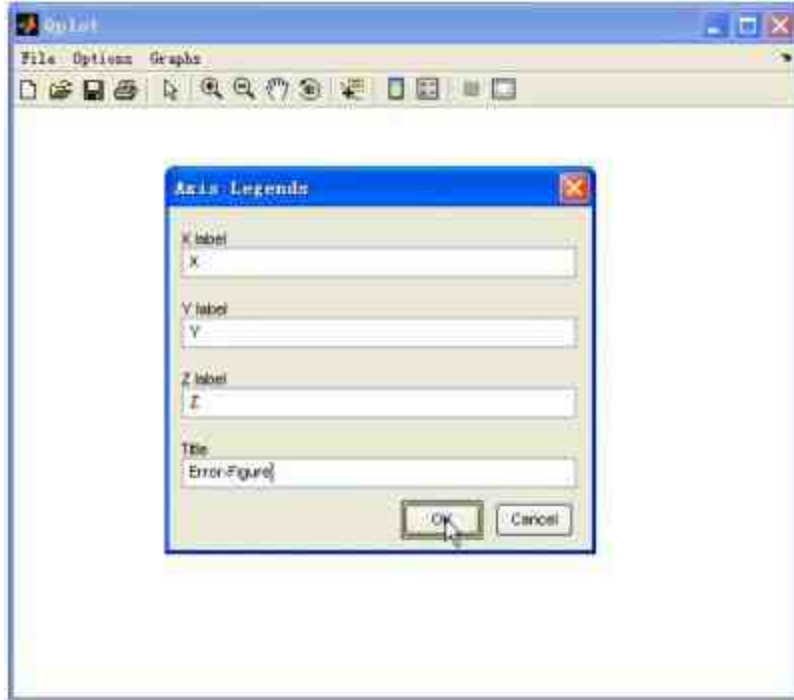 Qplot
File Options Graphs
Axis Legends
X label
X
Y label
Y
Z label
Z
Title
Error-Figure
OK Cancel